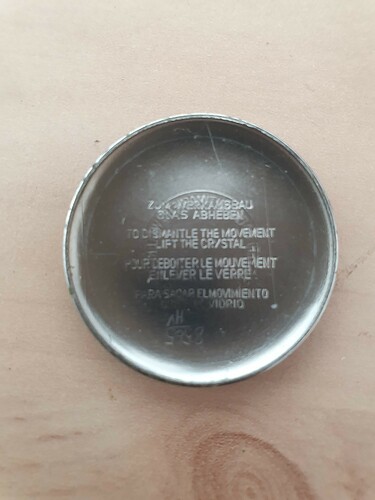 ZUM WERKAUSBAU
GLAS ABHEBEN
TO DISMANTLE THE MOVEMENT
LIFT THE CRYSTAL
POUR DEBOITER LE MOUVEMENT
ENLEVER LE VERRE
PARA SACAR EL MOVIMIENTO
VIDRIO